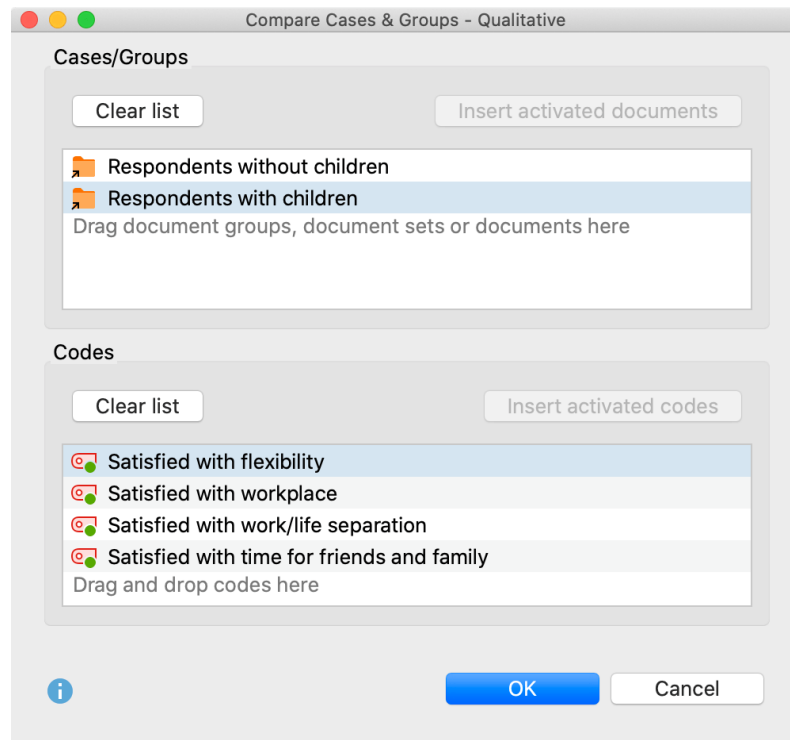 Compare Cases & Groups - Qualitative
Cases/Groups
Clear list
Insert activated documents
Respondents without children
Respondents with children
Drag document groups, document sets or documents here
Codes
Clear list
Insert activated codes
Satisfied with flexibility
Satisfied with workplace
Satisfied with work/life separation
Satisfied with time for friends and family
Drag and drop codes here
OK
Cancel